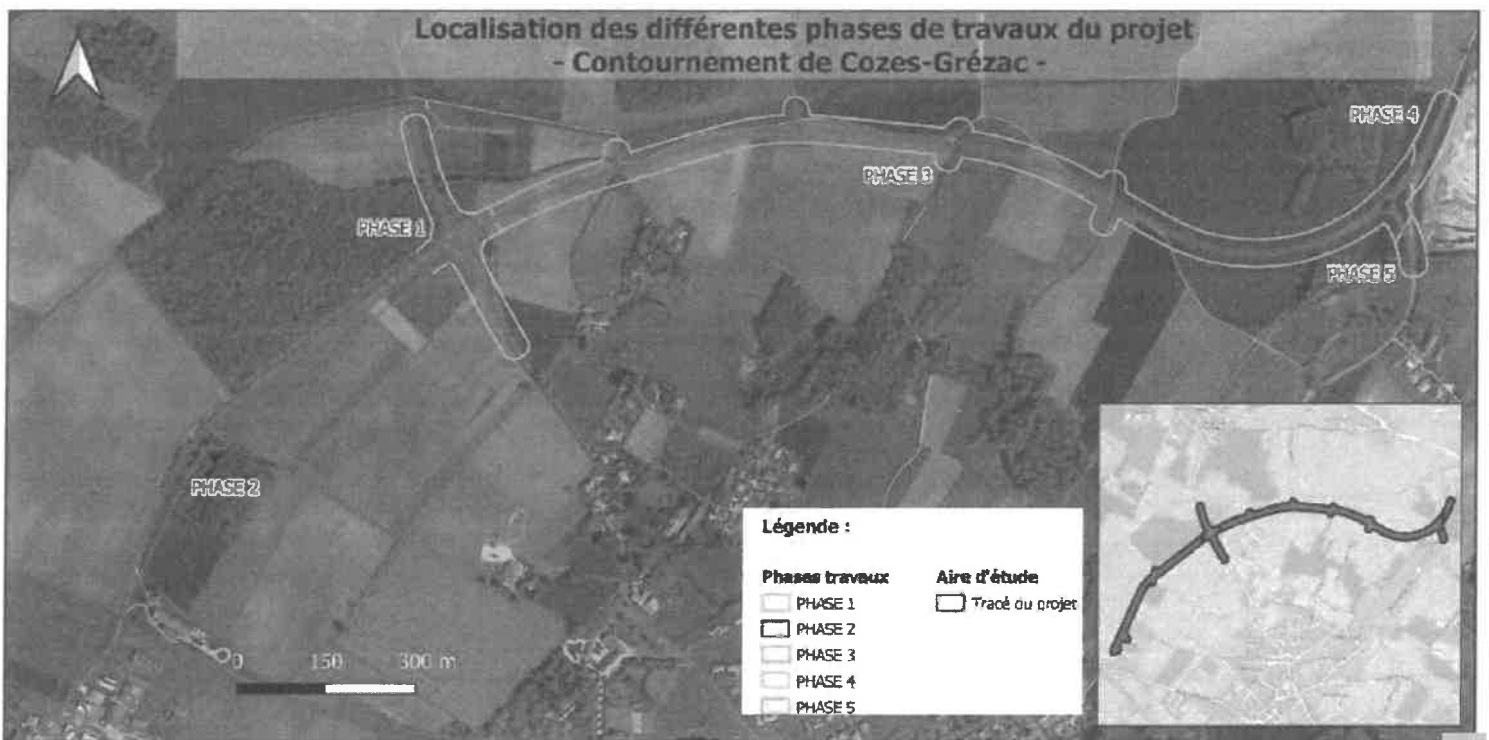 Localisation des différentes phases de travaux du projet
- Contournement de Cozes-Grézac -
PHASE 4
PHASE 3
PHASE 1
PHASE 5
PHASE 2
0 150 300 m
Légende :
Phases travaux
PHASE 1
PHASE 2
PHASE 3
PHASE 4
PHASE 5
Aire d'étude
Tracé du projet